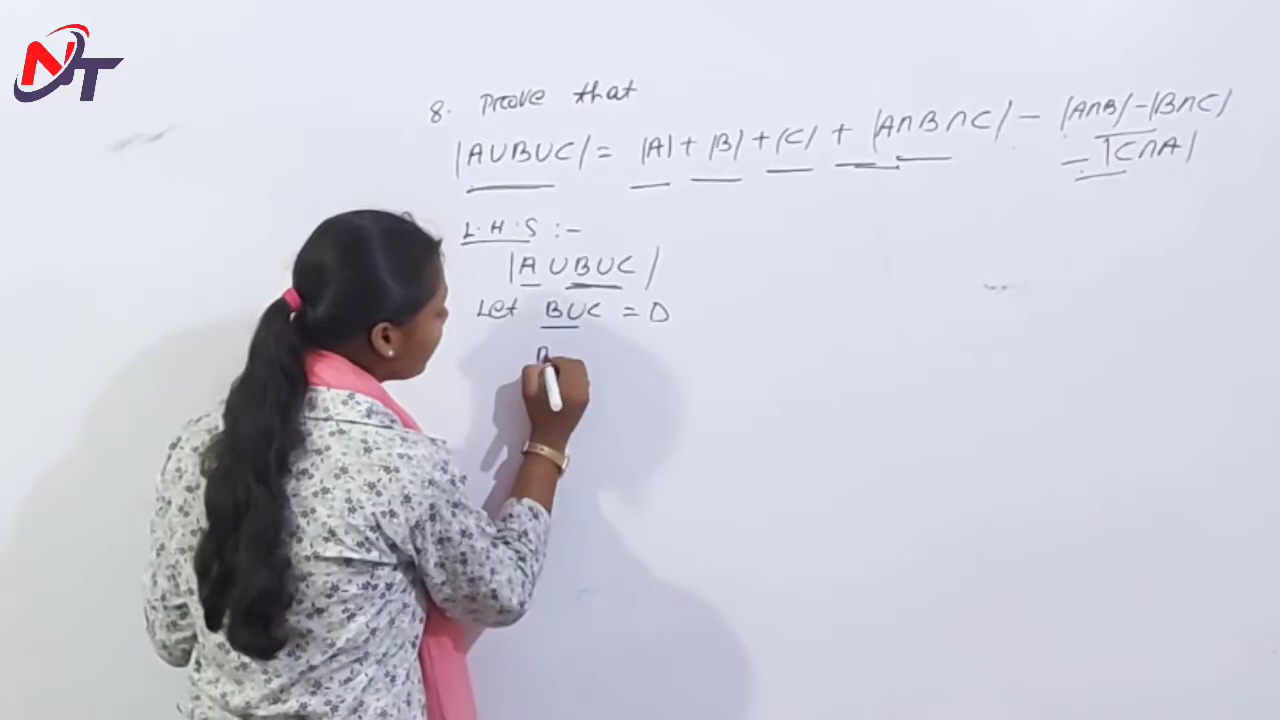 NT
8. Prove that
|A∪B∪C| = |A| + |B| + |C| + |A∩B∩C| - |A∩B| - |B∩C|
- |C∩A|
L.H.S :-
|A∪B∪C|
Let B∪C = D